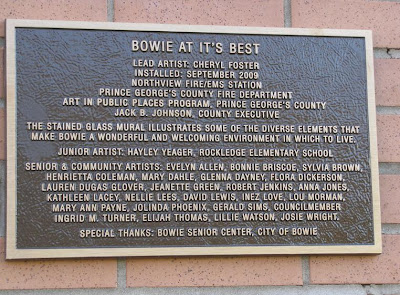 BOWIE AT IT'S BEST
LEAD ARTIST: CHERYL FOSTER
INSTALLED: SEPTEMBER 2009
NORTHVIEW FIRE/EMS STATION
PRINCE GEORGE'S COUNTY FIRE DEPARTMENT
ART IN PUBLIC PLACES PROGRAM, PRINCE GEORGE'S COUNTY
JACK B. JOHNSON, COUNTY EXECUTIVE
THE STAINED GLASS MURAL ILLUSTRATES SOME OF THE DIVERSE ELEMENTS THAT
MAKE BOWIE A WONDERFUL AND WELCOMING ENVIRONMENT IN WHICH TO LIVE.
JUNIOR ARTIST: HAYLEY YEAGER, ROCKLEDGE ELEMENTARY SCHOOL
SENIOR & COMMUNITY ARTISTS: EVELYN ALLEN, BONNIE BRISCOE, SYLVIA BROWN,
HENRIETTA COLEMAN, MARY DAHLE, GLENNA DAYNEY, FLORA DICKERSON,
LAUREN DUGAS GLOVER, JEANETTE GREEN, ROBERT JENKINS, ANNA JONES,
KATHLEEN LACEY, NELLIE LEES, DAVID LEWIS, INEZ LOVE, LOU MORMAN,
MARY ANN PAYNE, JOLINDA PHOENIX, GERALD SIMS, COUNCILMEMBER
INGRID M. TURNER, ELIJAH THOMAS, LILLIE WATSON, JOSIE WRIGHT.
SPECIAL THANKS: BOWIE SENIOR CENTER, CITY OF BOWIE